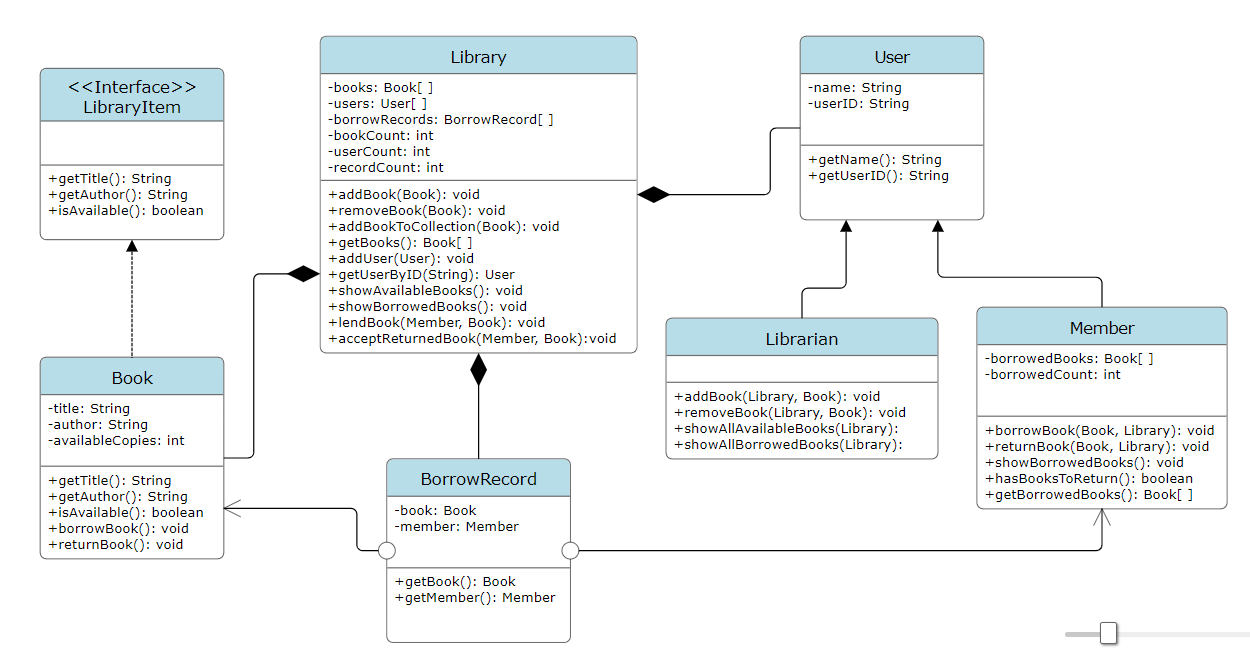 <<Interface>>
LibraryItem
+getTitle(): String
+getAuthor(): String
+isAvailable(): boolean
Library
-books: Book[ ]
-users: User[ ]
-borrowRecords: BorrowRecord[ ]
-bookCount: int
-userCount: int
-recordCount: int
+addBook(Book): void
+removeBook(Book): void
+addBookToCollection(Book): void
+getBooks(): Book[ ]
+addUser(User): void
+getUserByID(String): User
+showAvailableBooks(): void
+showBorrowedBooks(): void
+lendBook(Member, Book): void
+acceptReturnedBook(Member, Book):void
User
-name: String
-userID: String
+getName(): String
+getUserID(): String
Book
-title: String
-author: String
-availableCopies: int
+getTitle(): String
+getAuthor(): String
+isAvailable(): boolean
+borrowBook(): void
+returnBook(): void
BorrowRecord
-book: Book
-member: Member
+getBook(): Book
+getMember(): Member
Librarian
+addBook(Library, Book): void
+removeBook(Library, Book): void
+showAllAvailableBooks(Library):
+showAllBorrowedBooks(Library):
Member
-borrowedBooks: Book[ ]
-borrowedCount: int
+borrowBook(Book, Library): void
+returnBook(Book, Library): void
+showBorrowedBooks(): void
+hasBooksToReturn(): boolean
+getBorrowedBooks(): Book[ ]